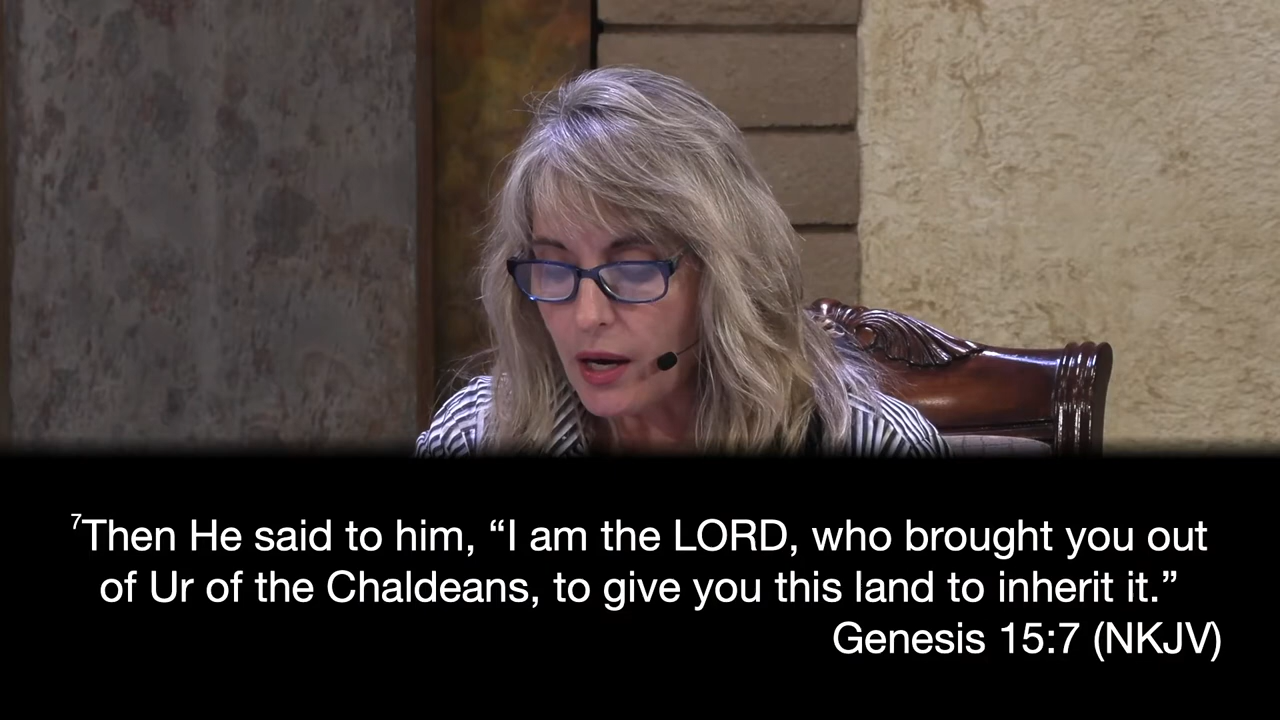 ⁷Then He said to him, “I am the LORD, who brought you out
of Ur of the Chaldeans, to give you this land to inherit it.”
Genesis 15:7 (NKJV)